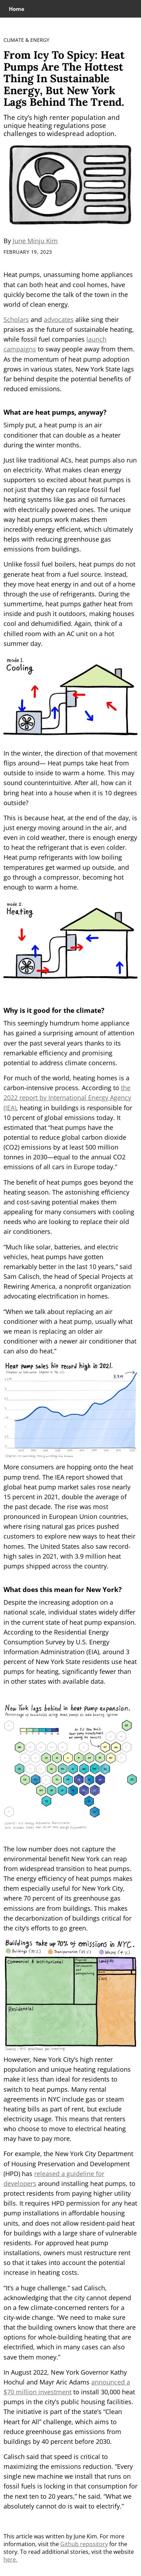 Home
CLIMATE & ENERGY
From Icy To Spicy: Heat
Pumps Are The Hottest
Thing In Sustainable
Energy, But New York
Lags Behind The Trend.
The city’s high renter population and
unique heating regulations pose
challenges to widespread adoption.
By June Minju Kim
FEBRUARY 19, 2023
Heat pumps, unassuming home appliances
that can both heat and cool homes, have
quickly become the talk of the town in the
world of clean energy.
Scholars and advocates alike sing their
praises as the future of sustainable heating,
while fossil fuel companies launch
campaigns to sway people away from them.
As the momentum of heat pump adoption
grows in various states, New York State lags
far behind despite the potential benefits of
reduced emissions.
What are heat pumps, anyway?
Simply put, a heat pump is an air
conditioner that can double as a heater
during the winter months.
Just like traditional ACs, heat pumps also run
on electricity. What makes clean energy
supporters so excited about heat pumps is
not just that they can replace fossil fuel
heating systems like gas and oil furnaces
with electrically powered ones. The unique
way heat pumps work makes them
incredibly energy efficient, which ultimately
helps with reducing greenhouse gas
emissions from buildings.
Unlike fossil fuel boilers, heat pumps do not
generate heat from a fuel source. Instead,
they move heat energy in and out of a home
through the use of refrigerants. During the
summertime, heat pumps gather heat from
inside and push it outdoors, making homes
cool and dehumidified. Again, think of a
chilled room with an AC unit on a hot
summer day.
mode 1.
Cooling
In the winter, the direction of that movement
flips around— Heat pumps take heat from
outside to inside to warm a home. This may
sound counterintuitive. After all, how can it
bring heat into a house when it is 10 degrees
outside?
This is because heat, at the end of the day, is
just energy moving around in the air, and
even in cold weather, there is enough energy
to heat the refrigerant that is even colder.
Heat pump refrigerants with low boiling
temperatures get warmed up outside, and
go through a compressor, becoming hot
enough to warm a home.
mode 2.
Heating
Why is it good for the climate?
This seemingly humdrum home appliance
has gained a surprising amount of attention
over the past several years thanks to its
remarkable efficiency and promising
potential to address climate concerns.
For much of the world, heating homes is a
carbon-intensive process. According to the
2022 report by International Energy Agency
(IEA), heating in buildings is responsible for
10 percent of global emissions today. It
estimated that “heat pumps have the
potential to reduce global carbon dioxide
(CO2) emissions by at least 500 million
tonnes in 2030—equal to the annual CO2
emissions of all cars in Europe today.”
The benefit of heat pumps goes beyond the
heating season. The astonishing efficiency
and cost-saving potential makes them
appealing for many consumers with cooling
needs who are looking to replace their old
air conditioners.
“Much like solar, batteries, and electric
vehicles, heat pumps have gotten
remarkably better in the last 10 years,” said
Sam Calisch, the head of Special Projects at
Rewiring America, a nonprofit organization
advocating electrification in homes.
“When we talk about replacing an air
conditioner with a heat pump, usually what
we mean is replacing an older air
conditioner with a newer air conditioner that
can also do heat.”
Heat pump sales hit record high in 2021.
More consumers are hopping onto the heat
pump trend. The IEA report showed that
global heat pump market sales rose nearly
15 percent in 2021, double the average of
the past decade. The rise was most
pronounced in European Union countries,
where rising natural gas prices pushed
customers to explore new ways to heat their
homes. The United States also saw record-
high sales in 2021, with 3.9 million heat
pumps shipped across the country.
What does this mean for New York?
Despite the increasing adoption on a
national scale, individual states widely differ
in the current state of heat pump expansion.
According to the Residential Energy
Consumption Survey by U.S. Energy
Information Administration (EIA), around 3
percent of New York State residents use heat
pumps for heating, significantly fewer than
in other states with available data.
New York lags behind in heat pump expansion.
The low number does not capture the
environmental benefit New York can reap
from widespread transition to heat pumps.
The energy efficiency of heat pumps makes
them especially useful for New York City,
where 70 percent of its greenhouse gas
emissions are from buildings. This makes
the decarbonization of buildings critical for
the city’s efforts to go green.
Buildings take up 70% of emissions in NYC.
Commercial & Institutional
Residential
However, New York City’s high renter
population and unique heating regulations
make it less than ideal for residents to
switch to heat pumps. Many rental
agreements in NYC include gas or steam
heating bills as part of rent, but exclude
electricity usage. This means that renters
who choose to move to electrical heating
may have to pay more.
For example, the New York City Department
of Housing Preservation and Development
(HPD) has released a guideline for
developers around installing heat pumps, to
protect residents from paying higher utility
bills. It requires HPD permission for any heat
pump installations in affordable housing
units, and does not allow resident paid heat
for buildings with a large share of vulnerable
residents. For approved heat pump
installations, owners must restructure rent
so that it takes into account the potential
increase in heating costs.
“It’s a huge challenge.” sad Calisch,
acknowledging that the city cannot depend
on a few climate-concerned renters for a
city-wide change. “We need to make sure
that the building owners know that there are
options for whole-building heating that are
electrified, which in many cases can also
save them money.”
In August 2022, New York Governor Kathy
Hochul and Mayr Aric Adams announced a
$70 million investment to install 30,000 heat
pumps in the city’s public housing facilities.
The initiative is part of the state’s “Clean
Heart for All” challenge, which aims to
reduce greenhouse gas emissions from
buildings by 40 percent before 2030.
Calisch said that speed is critical to
maximizing the emissions reduction. “Every
single new machine we install that runs on
fossil fuels is locking in that consumption for
the next ten to 20 years,” he said. “What we
absolutely cannot do is wait to electrify.”
This article was written by June Kim. For more
information, visit the Github repository for this
story. To read additional stories, visit the website
here.